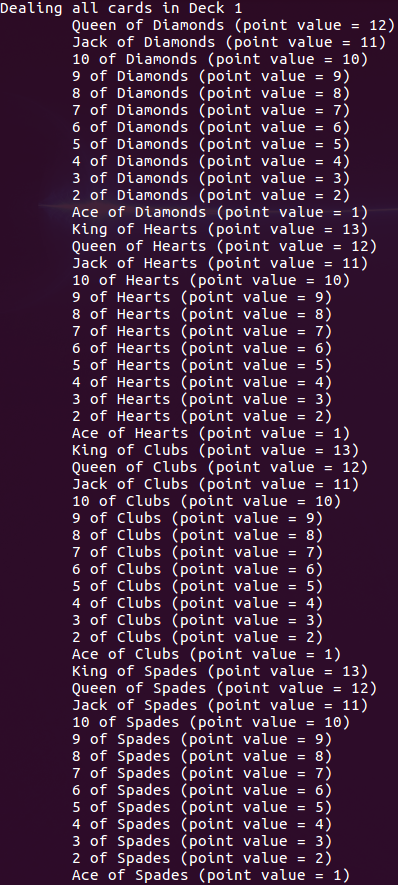 Dealing all cards in Deck 1
Queen of Diamonds (point value = 12)
Jack of Diamonds (point value = 11)
10 of Diamonds (point value = 10)
9 of Diamonds (point value = 9)
8 of Diamonds (point value = 8)
7 of Diamonds (point value = 7)
6 of Diamonds (point value = 6)
5 of Diamonds (point value = 5)
4 of Diamonds (point value = 4)
3 of Diamonds (point value = 3)
2 of Diamonds (point value = 2)
Ace of Diamonds (point value = 1)
King of Hearts (point value = 13)
Queen of Hearts (point value = 12)
Jack of Hearts (point value = 11)
10 of Hearts (point value = 10)
9 of Hearts (point value = 9)
8 of Hearts (point value = 8)
7 of Hearts (point value = 7)
6 of Hearts (point value = 6)
5 of Hearts (point value = 5)
4 of Hearts (point value = 4)
3 of Hearts (point value = 3)
2 of Hearts (point value = 2)
Ace of Hearts (point value = 1)
King of Clubs (point value = 13)
Queen of Clubs (point value = 12)
Jack of Clubs (point value = 11)
10 of Clubs (point value = 10)
9 of Clubs (point value = 9)
8 of Clubs (point value = 8)
7 of Clubs (point value = 7)
6 of Clubs (point value = 6)
5 of Clubs (point value = 5)
4 of Clubs (point value = 4)
3 of Clubs (point value = 3)
2 of Clubs (point value = 2)
Ace of Clubs (point value = 1)
King of Spades (point value = 13)
Queen of Spades (point value = 12)
Jack of Spades (point value = 11)
10 of Spades (point value = 10)
9 of Spades (point value = 9)
8 of Spades (point value = 8)
7 of Spades (point value = 7)
6 of Spades (point value = 6)
5 of Spades (point value = 5)
4 of Spades (point value = 4)
3 of Spades (point value = 3)
2 of Spades (point value = 2)
Ace of Spades (point value = 1)